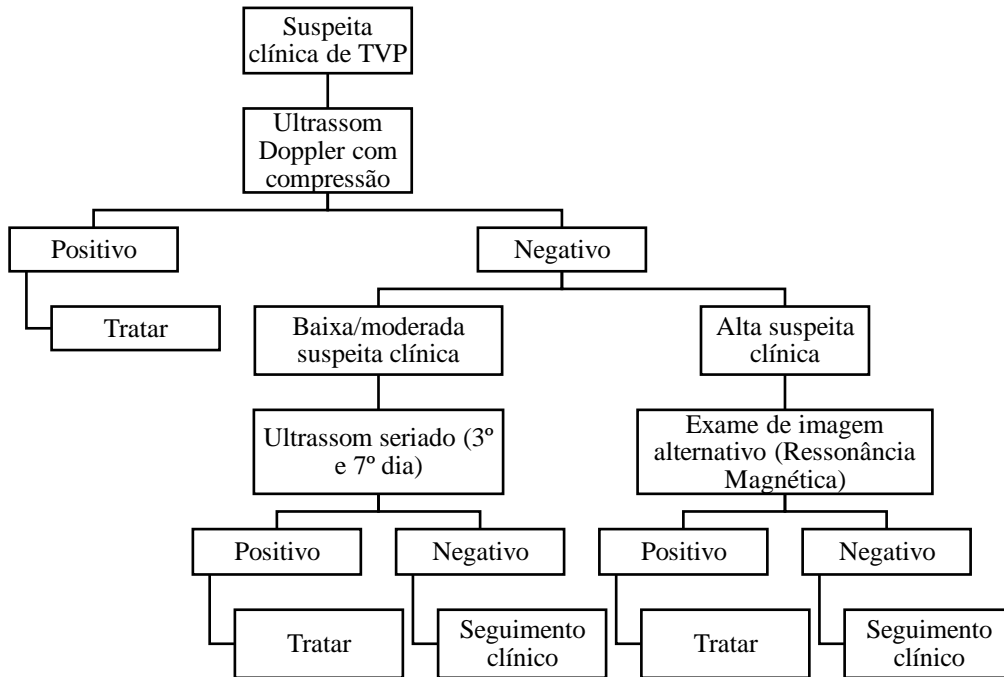 Suspeita
clínica de TVP
Ultrassom
Doppler com
compressão
Positivo
Negativo
Tratar
Baixa/moderada
suspeita clínica
Alta suspeita
clínica
Ultrassom seriado (3º
e 7º dia)
Exame de imagem
alternativo (Ressonância
Magnética)
Positivo
Negativo
Positivo
Negativo
Tratar
Seguimento
clínico
Tratar
Seguimento
clínico